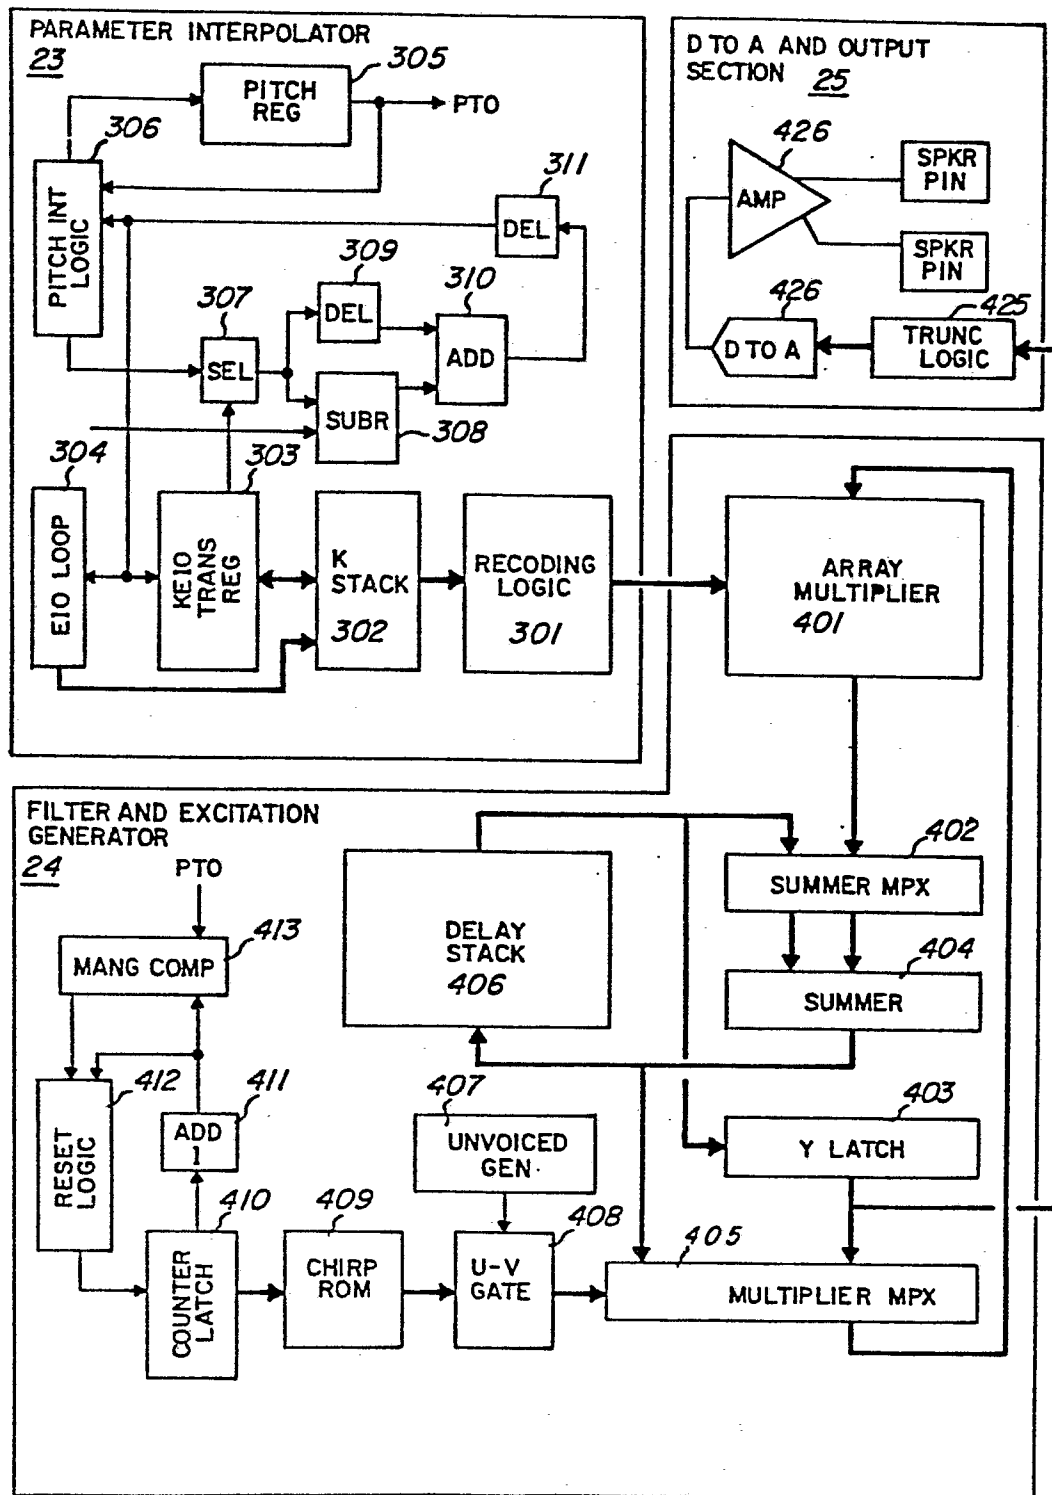 PARAMETER INTERPOLATOR
23
305
PITCH
REG
PTO
306
PITCH INT
LOGIC
311
DEL
309
DEL
310
ADD
307
SEL
SUBR
308
304
EIO LOOP
303
KEIO
TRANS
REG
K
STACK
302
RECODING
LOGIC
301
D TO A AND OUTPUT
SECTION 25
426
AMP
SPKR
PIN
SPKR
PIN
426
D TO A
425
TRUNC
LOGIC
ARRAY
MULTIPLIER
401
FILTER AND EXCITATION
GENERATOR
24
PTO
413
MANG COMP
DELAY
STACK
406
402
SUMMER MPX
404
SUMMER
412
RESET
LOGIC
411
ADD
1
407
UNVOICED
GEN
403
Y LATCH
410
COUNTER
LATCH
409
CHIRP
ROM
408
U-V
GATE
405
MULTIPLIER MPX